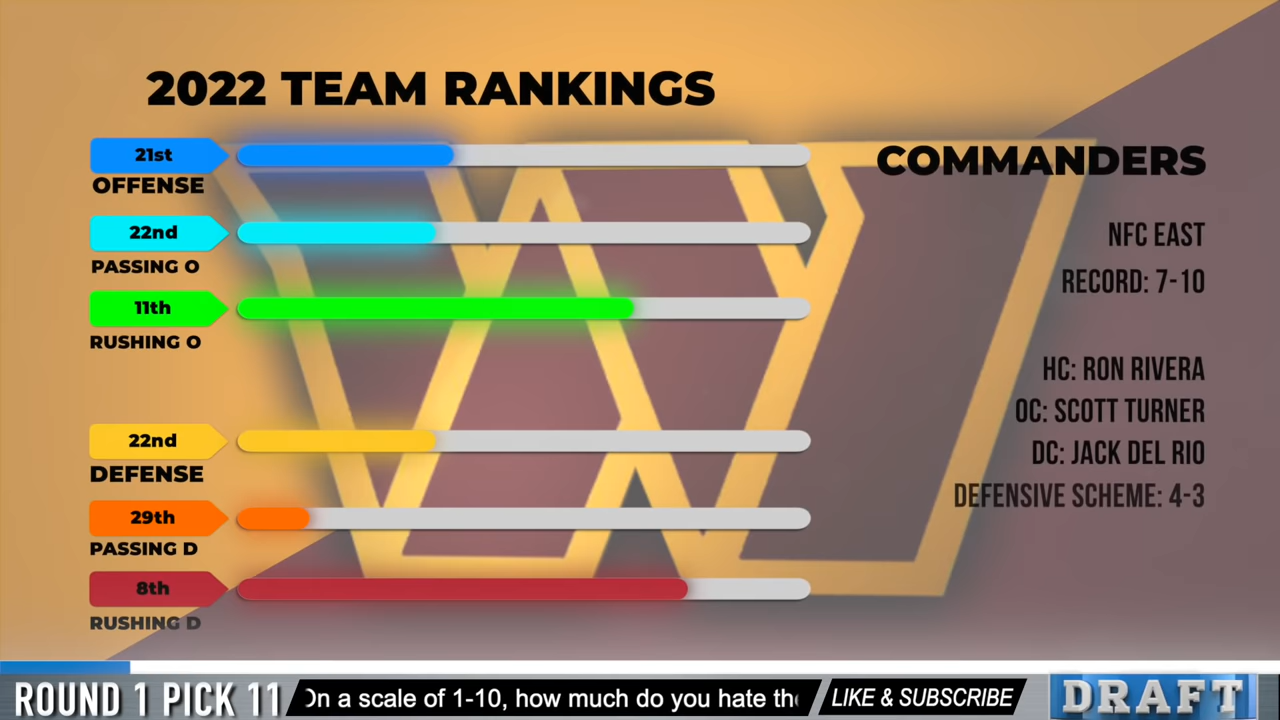 2022 TEAM RANKINGS
21st
OFFENSE
22nd
PASSING O
11th
RUSHING O
22nd
DEFENSE
29th
PASSING D
8th
RUSHING D
COMMANDERS
NFC EAST
RECORD: 7-10
HC: RON RIVERA
OC: SCOTT TURNER
DC: JACK DEL RIO
DEFENSIVE SCHEME: 4-3
ROUND 1 PICK 11
On a scale of 1-10, how much do you hate the
LIKE & SUBSCRIBE
DRAFT